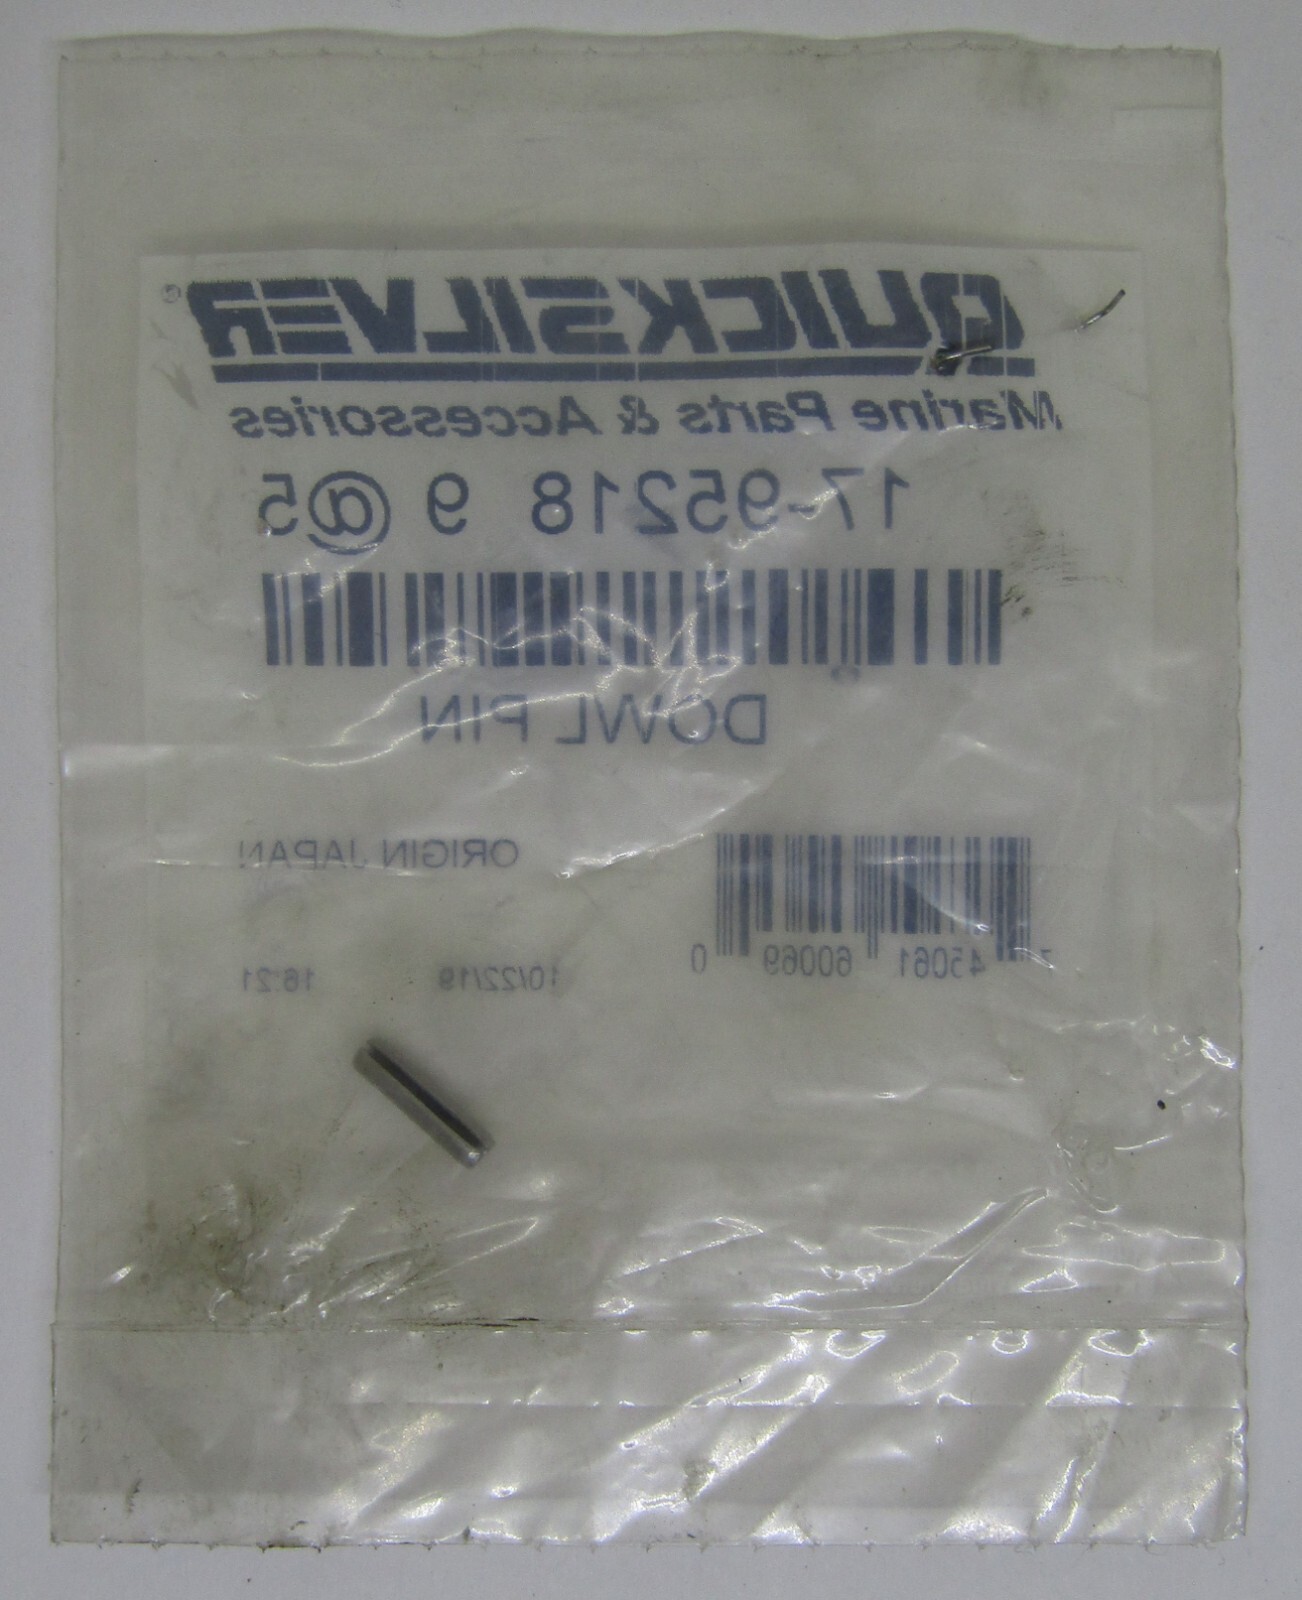 QUICKSILVER®
Marine Parts & Accessories
17-95218 9 @5
DOWL PIN
7 45061 60069 0
ORIGIN JAPAN
10/22/19 16:21